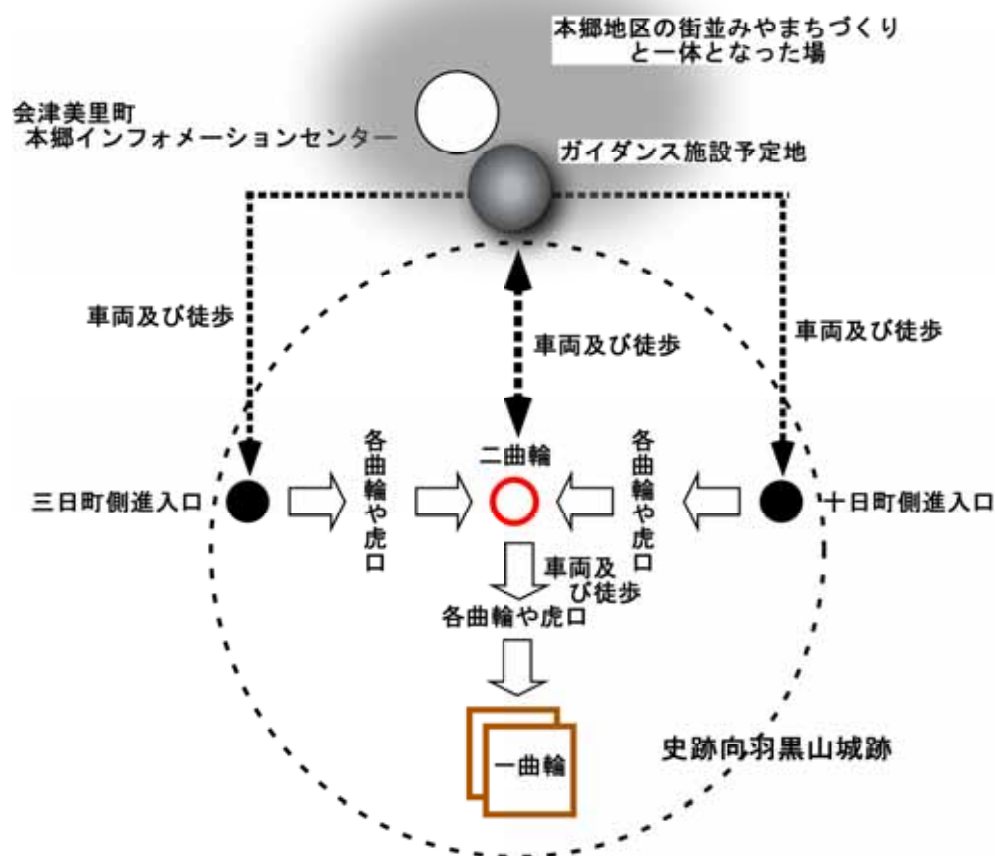 本郷地区の街並みやまちづくり
と一体となった場
会津美里町
本郷インフォメーションセンター
ガイダンス施設予定地
車両及び徒歩
車両及び徒歩
車両及び徒歩
三日町側進入口
各曲輪や虎口
二曲輪
各曲輪や虎口
十日町側進入口
車両及
び徒歩
各曲輪や虎口
一曲輪
史跡向羽黒山城跡